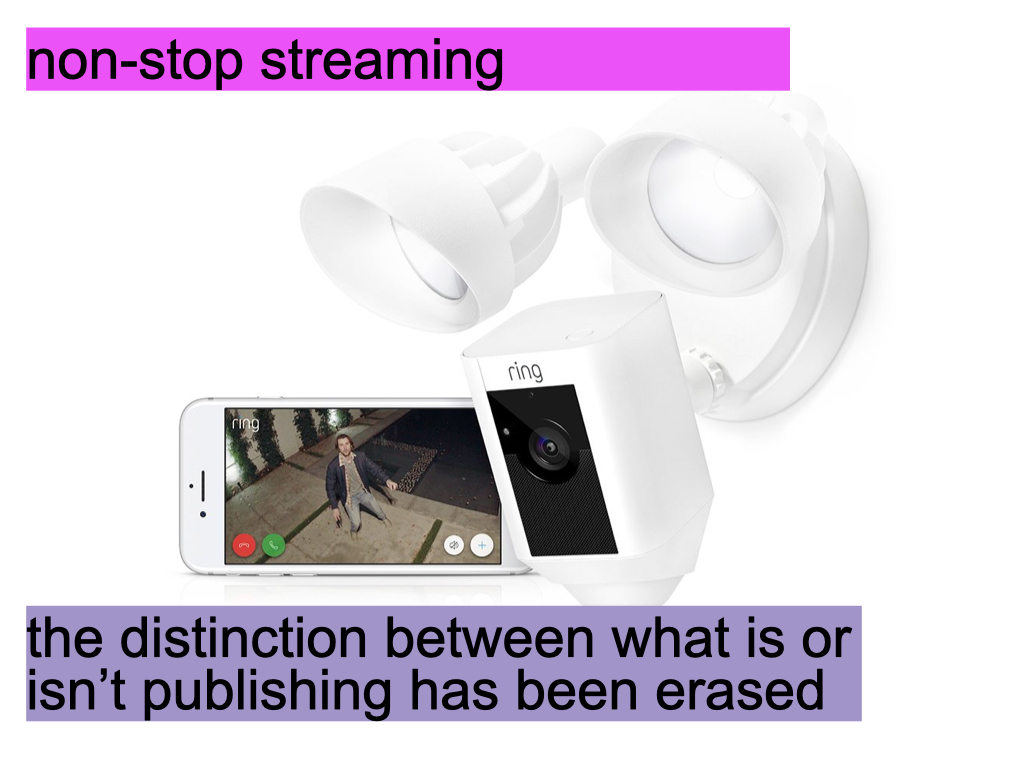 non-stop streaming
ring
ring
the distinction between what is or
isn’t publishing has been erased